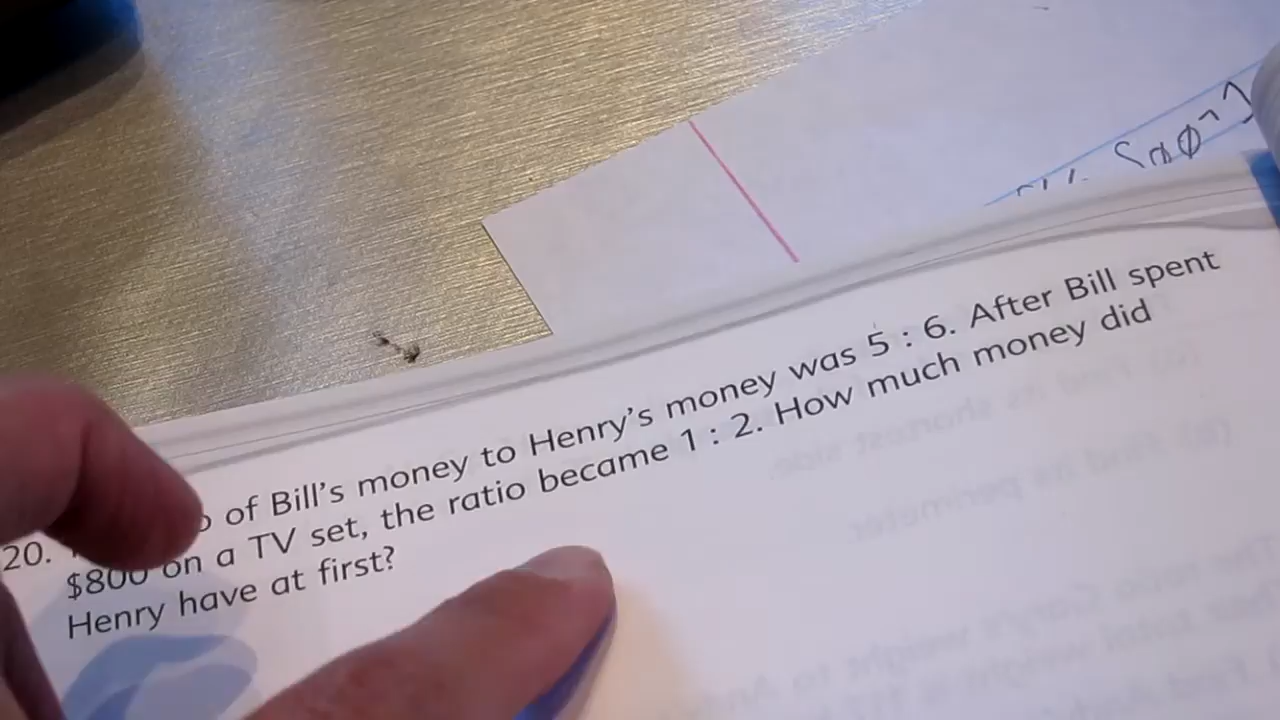 20. of Bill's money to Henry's money was 5 : 6. After Bill spent
$800 on a TV set, the ratio became 1 : 2. How much money did
Henry have at first?